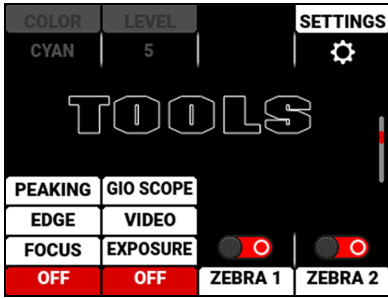 COLOR LEVEL SETTINGS
CYAN 5
TOOLS
PEAKING GIO SCOPE
EDGE VIDEO
FOCUS EXPOSURE
OFF OFF ZEBRA 1 ZEBRA 2